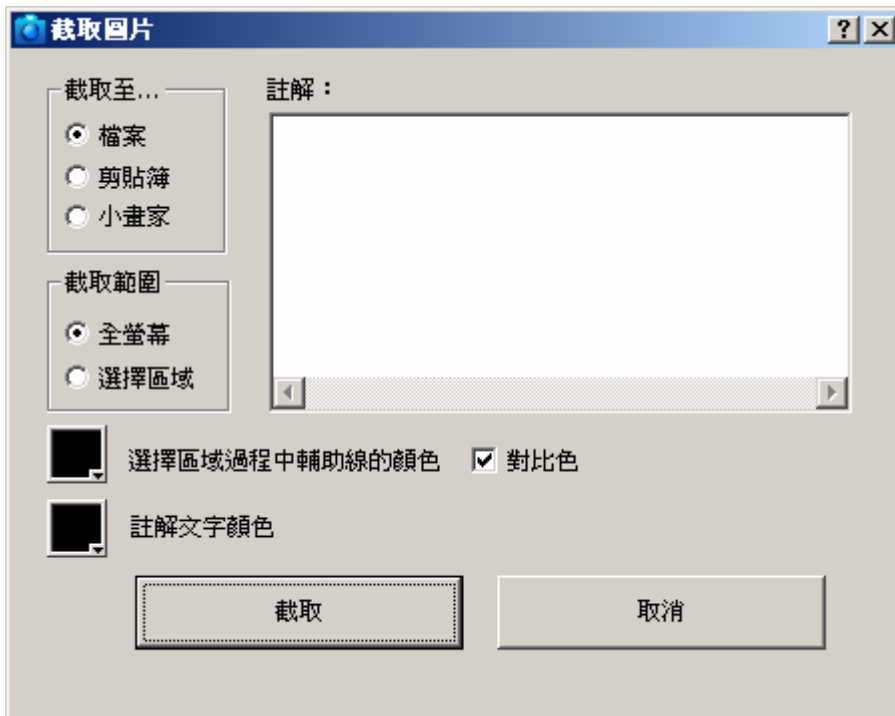 截取圖片
截取至...
檔案
剪貼簿
小畫家
截取範圍
全螢幕
選擇區域
註解：
選擇區域過程中輔助線的顏色
對比色
註解文字顏色
截取
取消